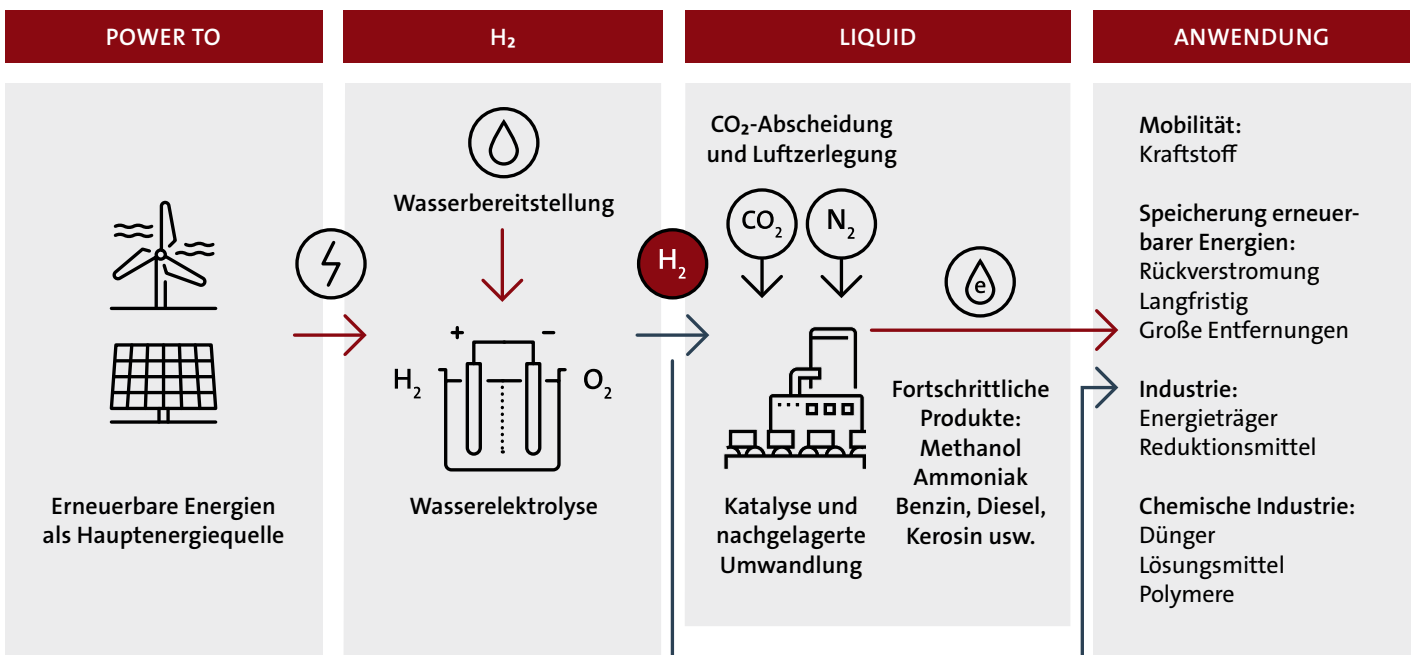 POWER TO
H₂
LIQUID
ANWENDUNG
Erneuerbare Energien
als Hauptenergiequelle
Wasserbereitstellung
+
−
H₂
O₂
Wasserelektrolyse
H₂
CO₂-Abscheidung
und Luftzerlegung
CO₂
N₂
Katalyse und
nachgelagerte
Umwandlung
e
Fortschrittliche
Produkte:
Methanol
Ammoniak
Benzin, Diesel,
Kerosin usw.
Mobilität:
Kraftstoff
Speicherung erneuer-
barer Energien:
Rückverstromung
Langfristig
Große Entfernungen
Industrie:
Energieträger
Reduktionsmittel
Chemische Industrie:
Dünger
Lösungsmittel
Polymere